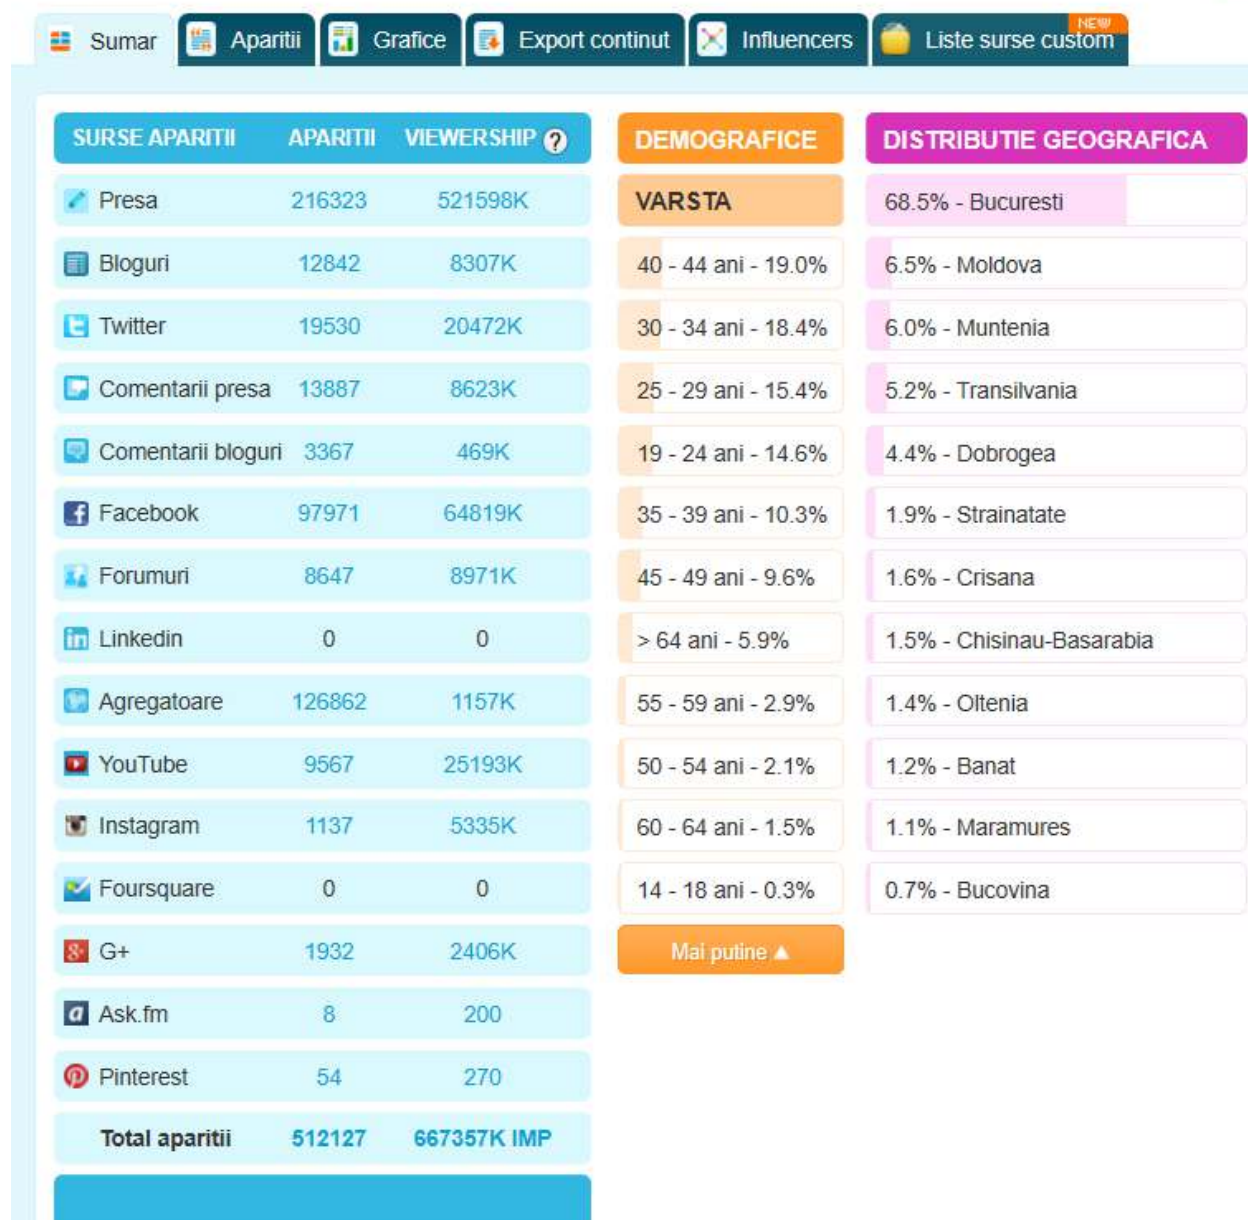 Sumar Aparitii Grafice Export continut Influencers Liste surse custom NEW
SURSE APARITII APARITII VIEWERSHIP ? DEMOGRAFICE DISTRIBUTIE GEOGRAFICA
Presa 216323 521598K VARSTA 68.5% - Bucuresti
Bloguri 12842 8307K 40 - 44 ani - 19.0% 6.5% - Moldova
Twitter 19530 20472K 30 - 34 ani - 18.4% 6.0% - Muntenia
Comentarii presa 13887 8623K 25 - 29 ani - 15.4% 5.2% - Transilvania
Comentarii bloguri 3367 469K 19 - 24 ani - 14.6% 4.4% - Dobrogea
Facebook 97971 64819K 35 - 39 ani - 10.3% 1.9% - Strainatate
Forumuri 8647 8971K 45 - 49 ani - 9.6% 1.6% - Crisana
Linkedin 0 0 > 64 ani - 5.9% 1.5% - Chisinau-Basarabia
Agregatoare 126862 1157K 55 - 59 ani - 2.9% 1.4% - Oltenia
YouTube 9567 25193K 50 - 54 ani - 2.1% 1.2% - Banat
Instagram 1137 5335K 60 - 64 ani - 1.5% 1.1% - Maramures
Foursquare 0 0 14 - 18 ani - 0.3% 0.7% - Bucovina
G+ 1932 2406K Mai putine
Ask.fm 8 200
Pinterest 54 270
Total aparitii 512127 667357K IMP